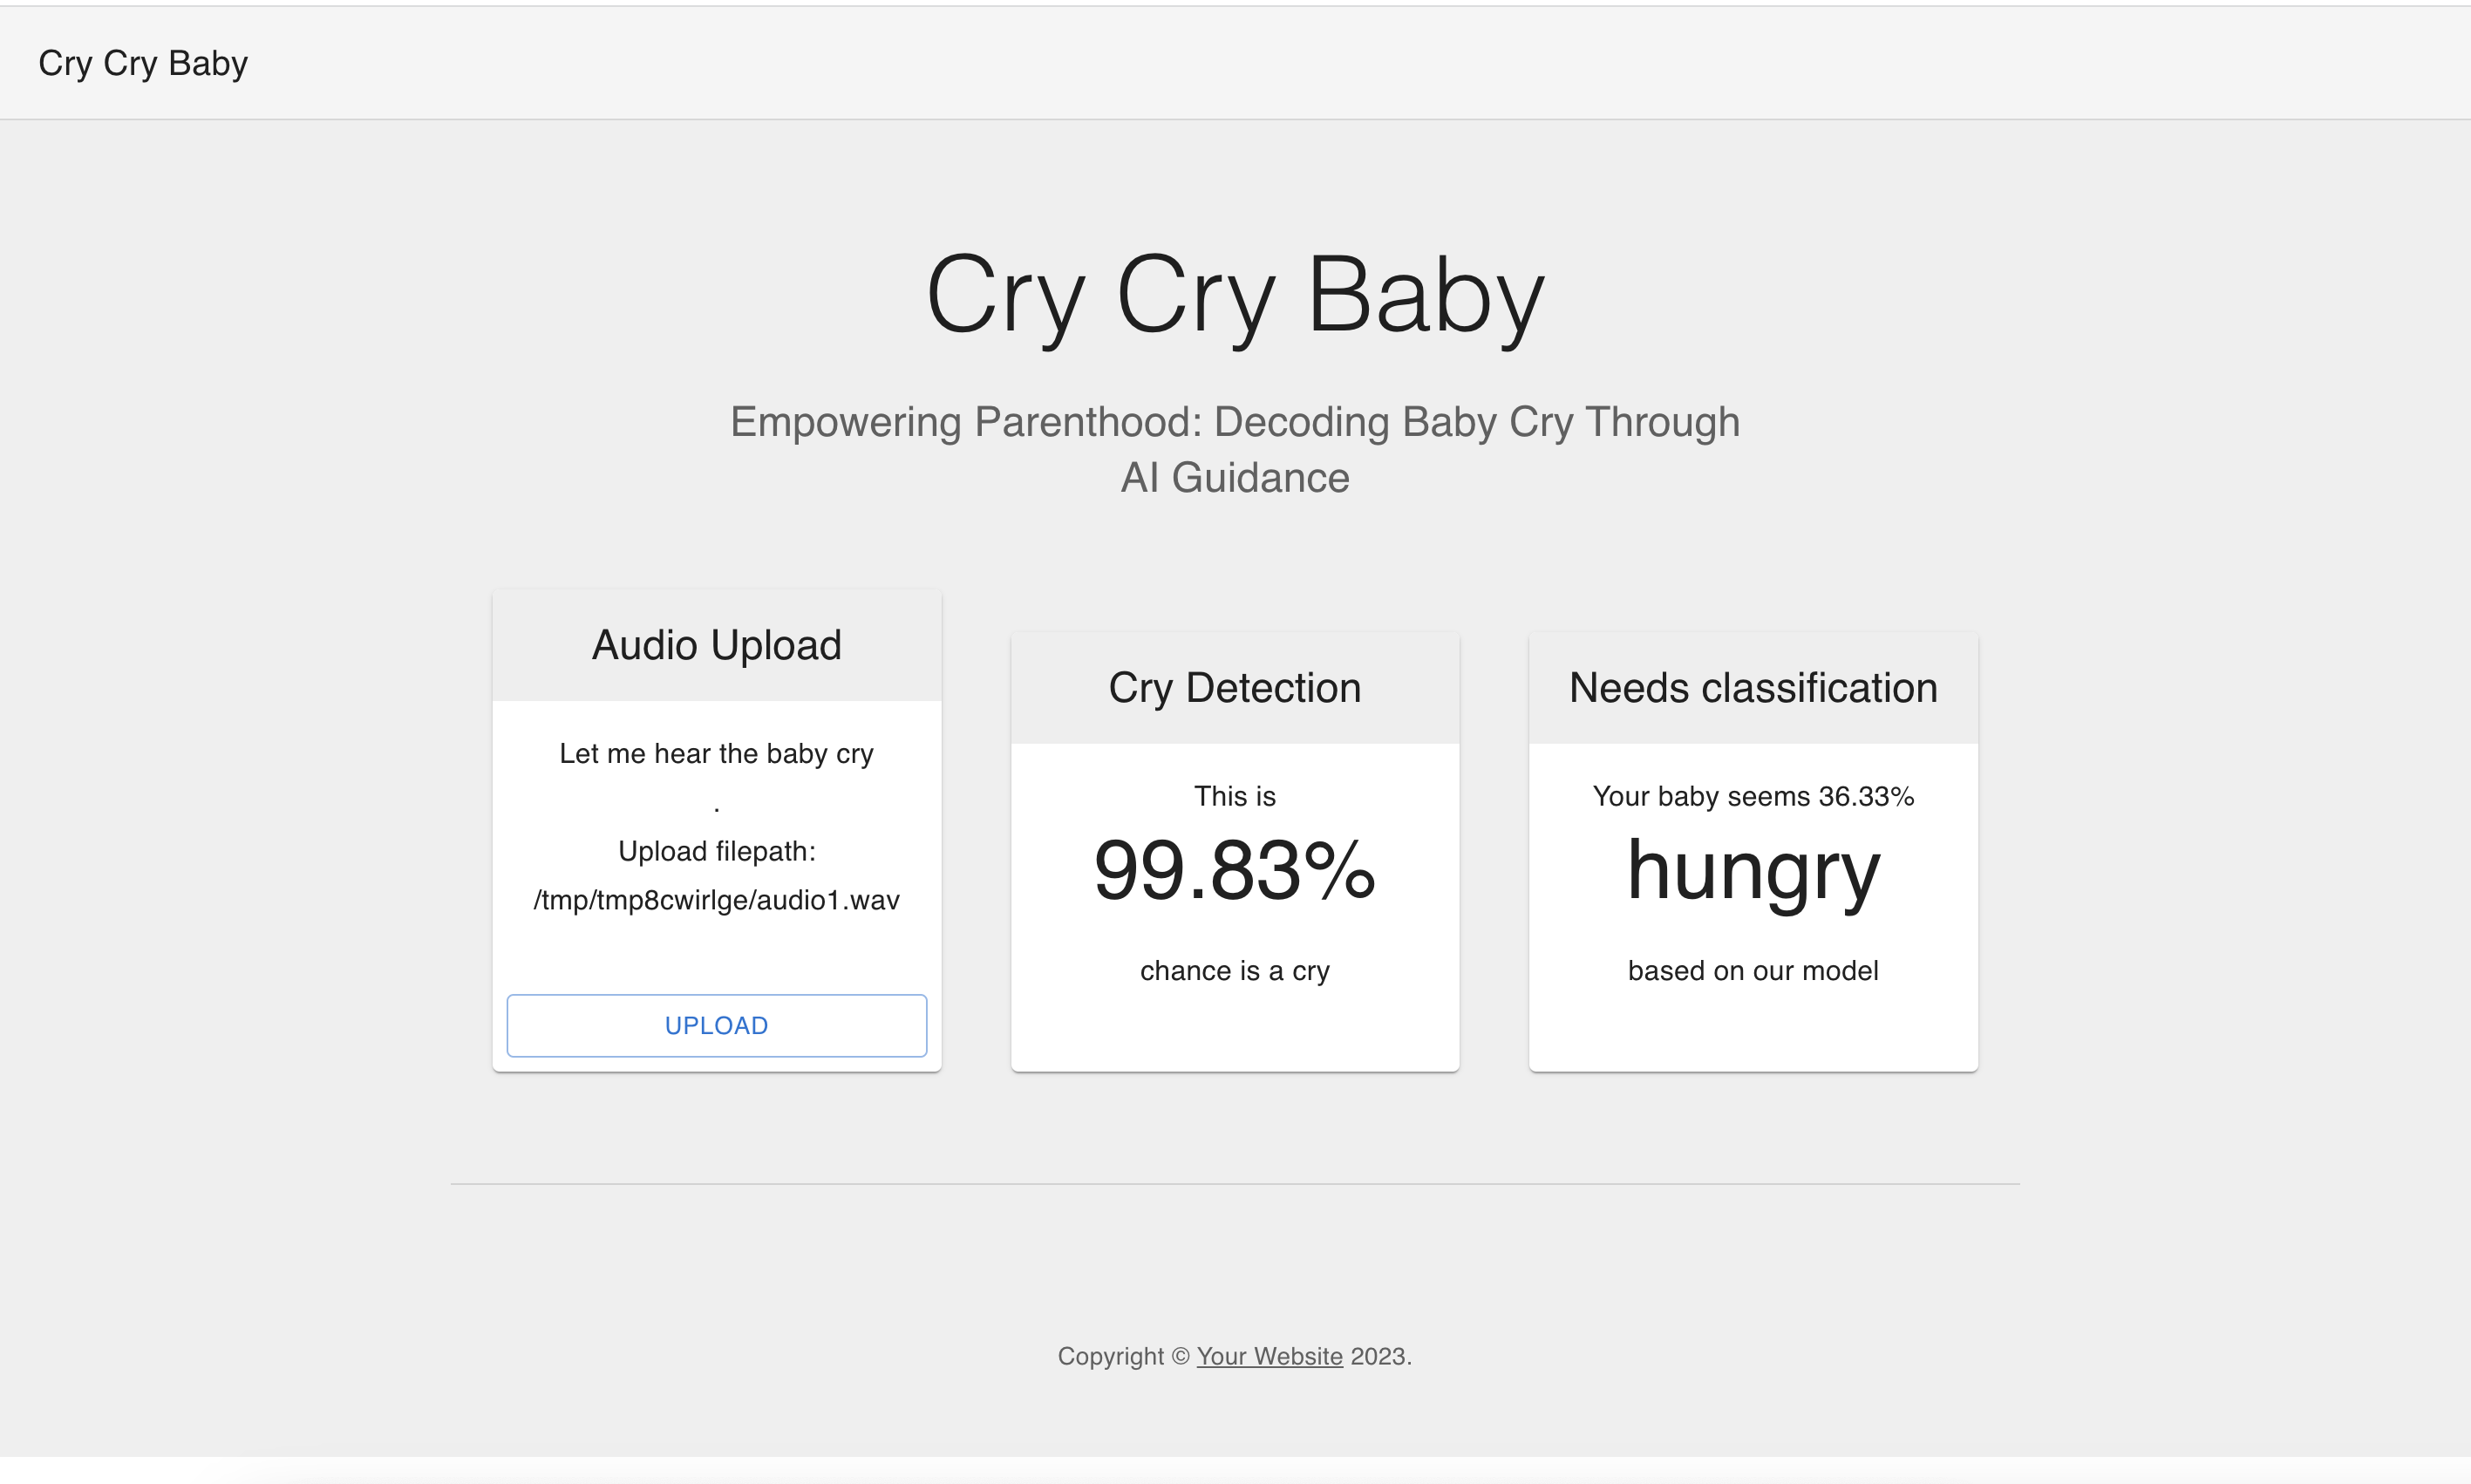 Cry Cry Baby
Cry Cry Baby
Empowering Parenthood: Decoding Baby Cry Through
AI Guidance
Audio Upload
Let me hear the baby cry
.
Upload filepath:
/tmp/tmp8cwirlge/audio1.wav
UPLOAD
Cry Detection
This is
99.83%
chance is a cry
Needs classification
Your baby seems 36.33%
hungry
based on our model
Copyright © Your Website 2023.